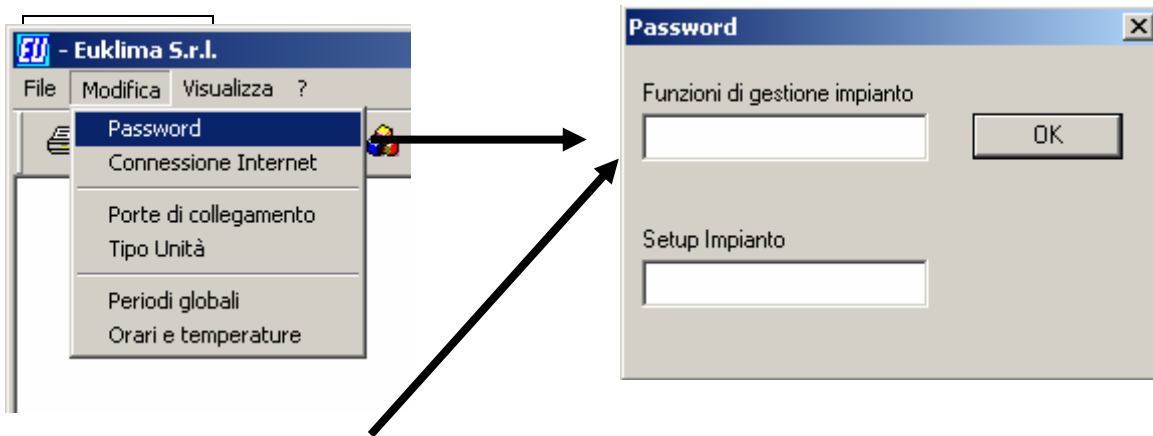 EU - Euklima S.r.l.
File Modifica Visualizza ?
Password
Connessione Internet
Porte di collegamento
Tipo Unità
Periodi globali
Orari e temperature
Password
Funzioni di gestione impianto
OK
Setup Impianto